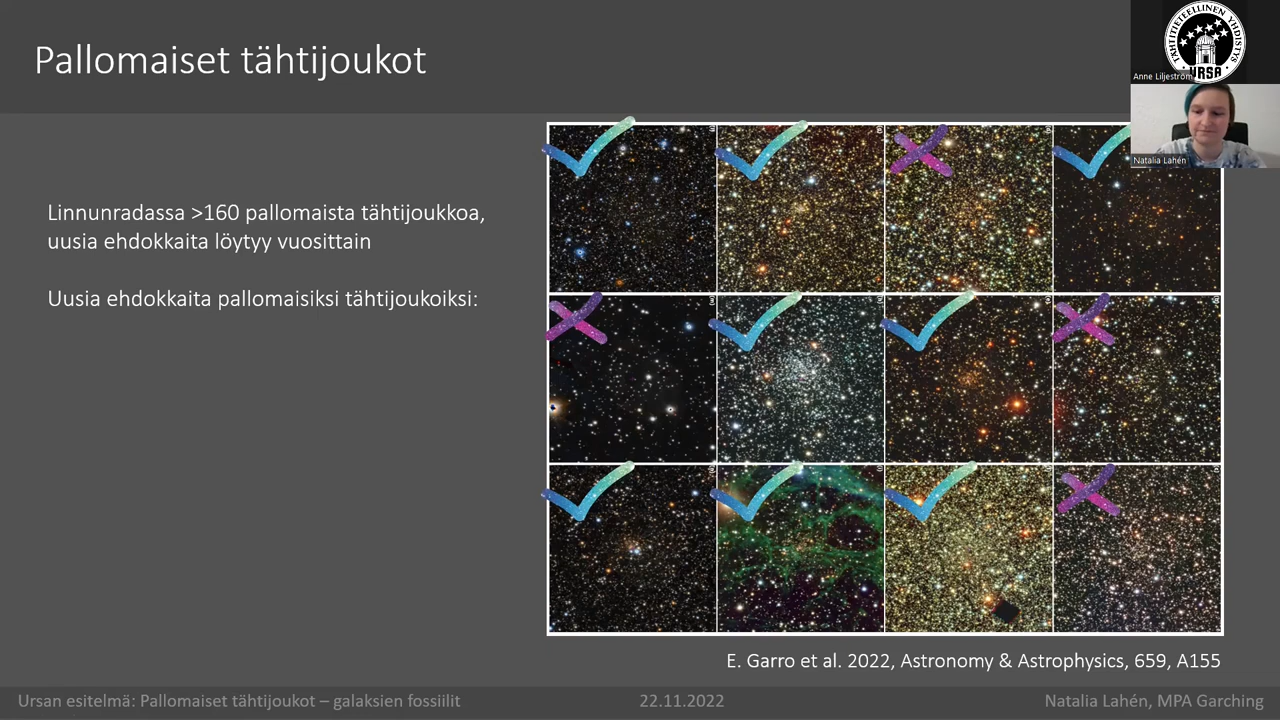 Pallomaiset tähtijoukot
TÄHTITIETEELLINEN YHDISTYS
URSA
Anne Liljeström
Natalia Lahén
Linnunradassa >160 pallomaista tähtijoukkoa,
uusia ehdokkaita löytyy vuosittain
Uusia ehdokkaita pallomaisiksi tähtijoukoiksi:
E. Garro et al. 2022, Astronomy & Astrophysics, 659, A155
Ursan esitelmä: Pallomaiset tähtijoukot – galaksien fossiilit
22.11.2022
Natalia Lahén, MPA Garching